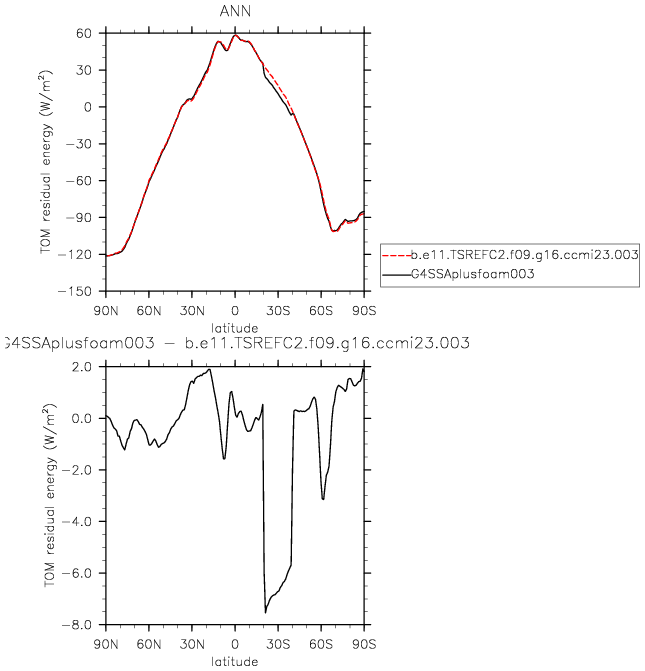 ANN
TOM residual energy (W/m²)
60
30
0
−30
−60
−90
−120
−150
90N 60N 30N 0 30S 60S 90S
latitude
b.e11.TSREFC2.f09.g16.ccmi23.003
G4SSAplusfoam003
G4SSAplusfoam003 − b.e11.TSREFC2.f09.g16.ccmi23.003
TOM residual energy (W/m²)
2.0
0.0
−2.0
−4.0
−6.0
−8.0
90N 60N 30N 0 30S 60S 90S
latitude